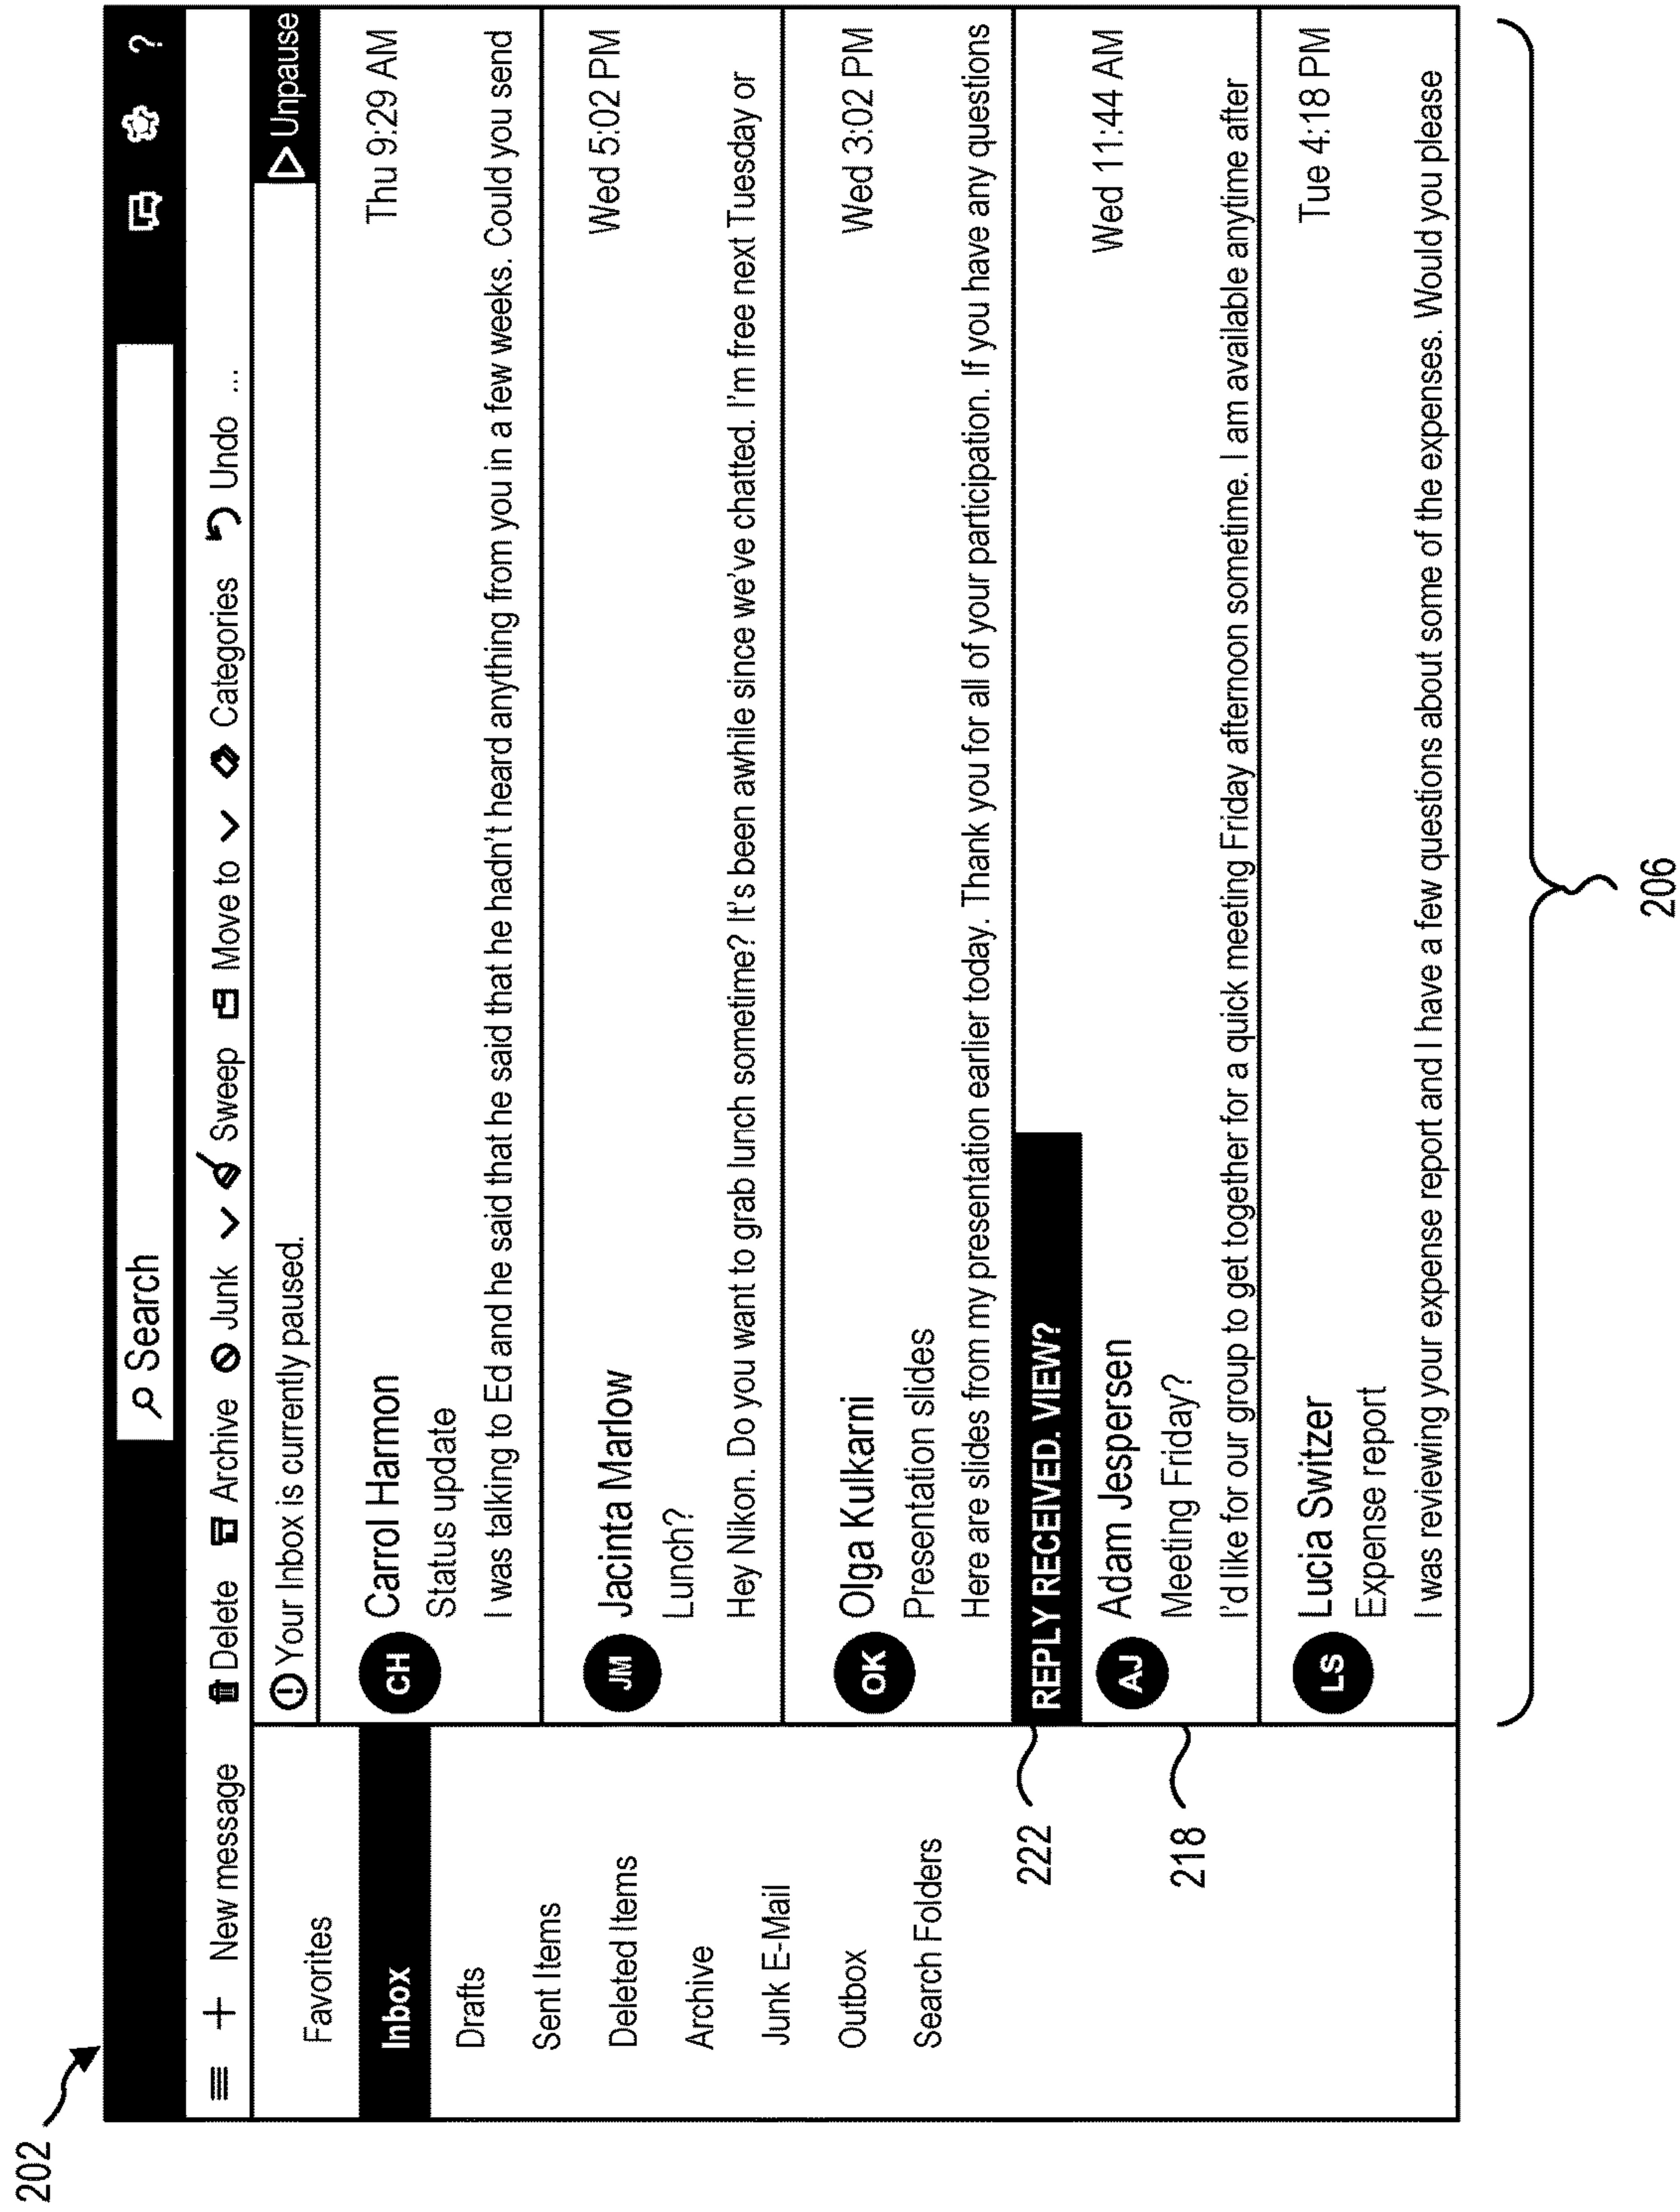 202
Search ?
New message Delete Archive Junk Sweep Move to Categories Undo ...
Favorites
Inbox
Drafts
Sent Items
Deleted Items
Archive
Junk E-Mail
Outbox
Search Folders
Your Inbox is currently paused. Unpause
CH Carrol Harmon Thu 9:29 AM
Status update
I was talking to Ed and he said that he said that he hadn't heard anything from you in a few weeks. Could you send
JM Jacinta Marlow Wed 5:02 PM
Lunch?
Hey Nikon. Do you want to grab lunch sometime? It's been awhile since we've chatted. I'm free next Tuesday or
OK Olga Kulkarni Wed 3:02 PM
Presentation slides
Here are slides from my presentation earlier today. Thank you for all of your participation. If you have any questions
222
REPLY RECEIVED. VIEW?
AJ Adam Jespersen Wed 11:44 AM
218
Meeting Friday?
I'd like for our group to get together for a quick meeting Friday afternoon sometime. I am available anytime after
LS Lucia Switzer Tue 4:18 PM
Expense report
I was reviewing your expense report and I have a few questions about some of the expenses. Would you please
206